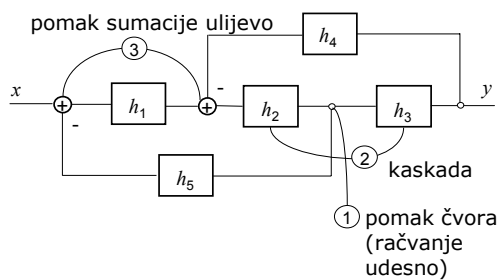 pomak sumacije ulijevo
3
h4
-
x
+
h1
+
-
h2
h3
y
2
-
h5
kaskada
1
pomak čvora
(račvanje
udesno)